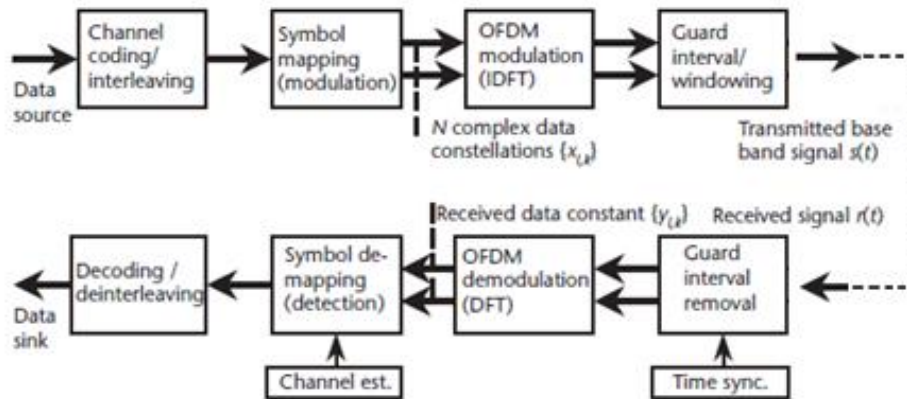 Channel
coding/
interleaving
Symbol
mapping
(modulation)
OFDM
modulation
(IDFT)
Guard
interval/
windowing
Data
source
N complex data
constellations {x_{i,k}}
Transmitted base
band signal s(t)
Received data constant {y_{i,k}}
Received signal r(t)
Decoding /
deinterleaving
Symbol de-
mapping
(detection)
OFDM
demodulation
(DFT)
Guard
interval
removal
Data
sink
Channel est.
Time sync.